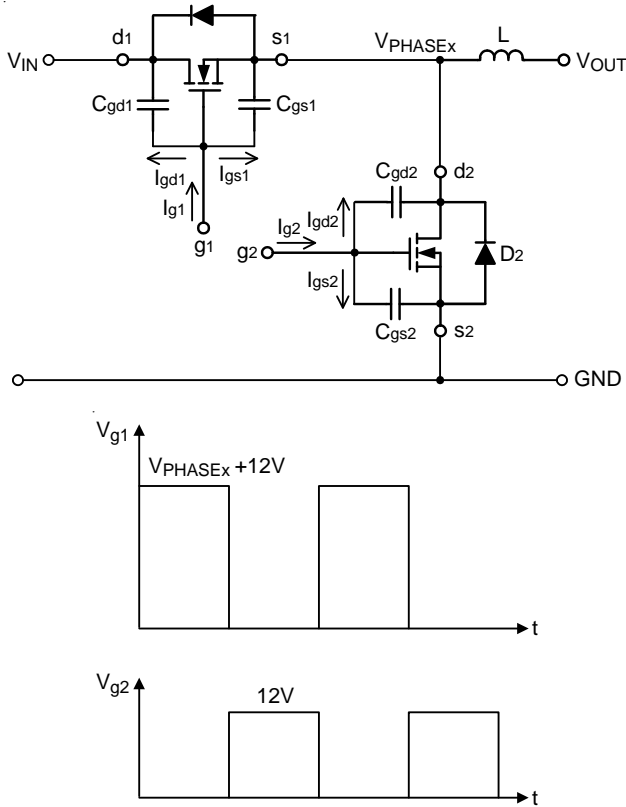 L
d1
s1
VPHASEx
VIN
VOUT
Cgd1
Cgs1
Igd1
Igs1
Ig1
g1
Cgd2
d2
Ig2
Igd2
g2
D2
Igs2
Cgs2
s2
GND
Vg1
VPHASEx +12V
t
Vg2
12V
t